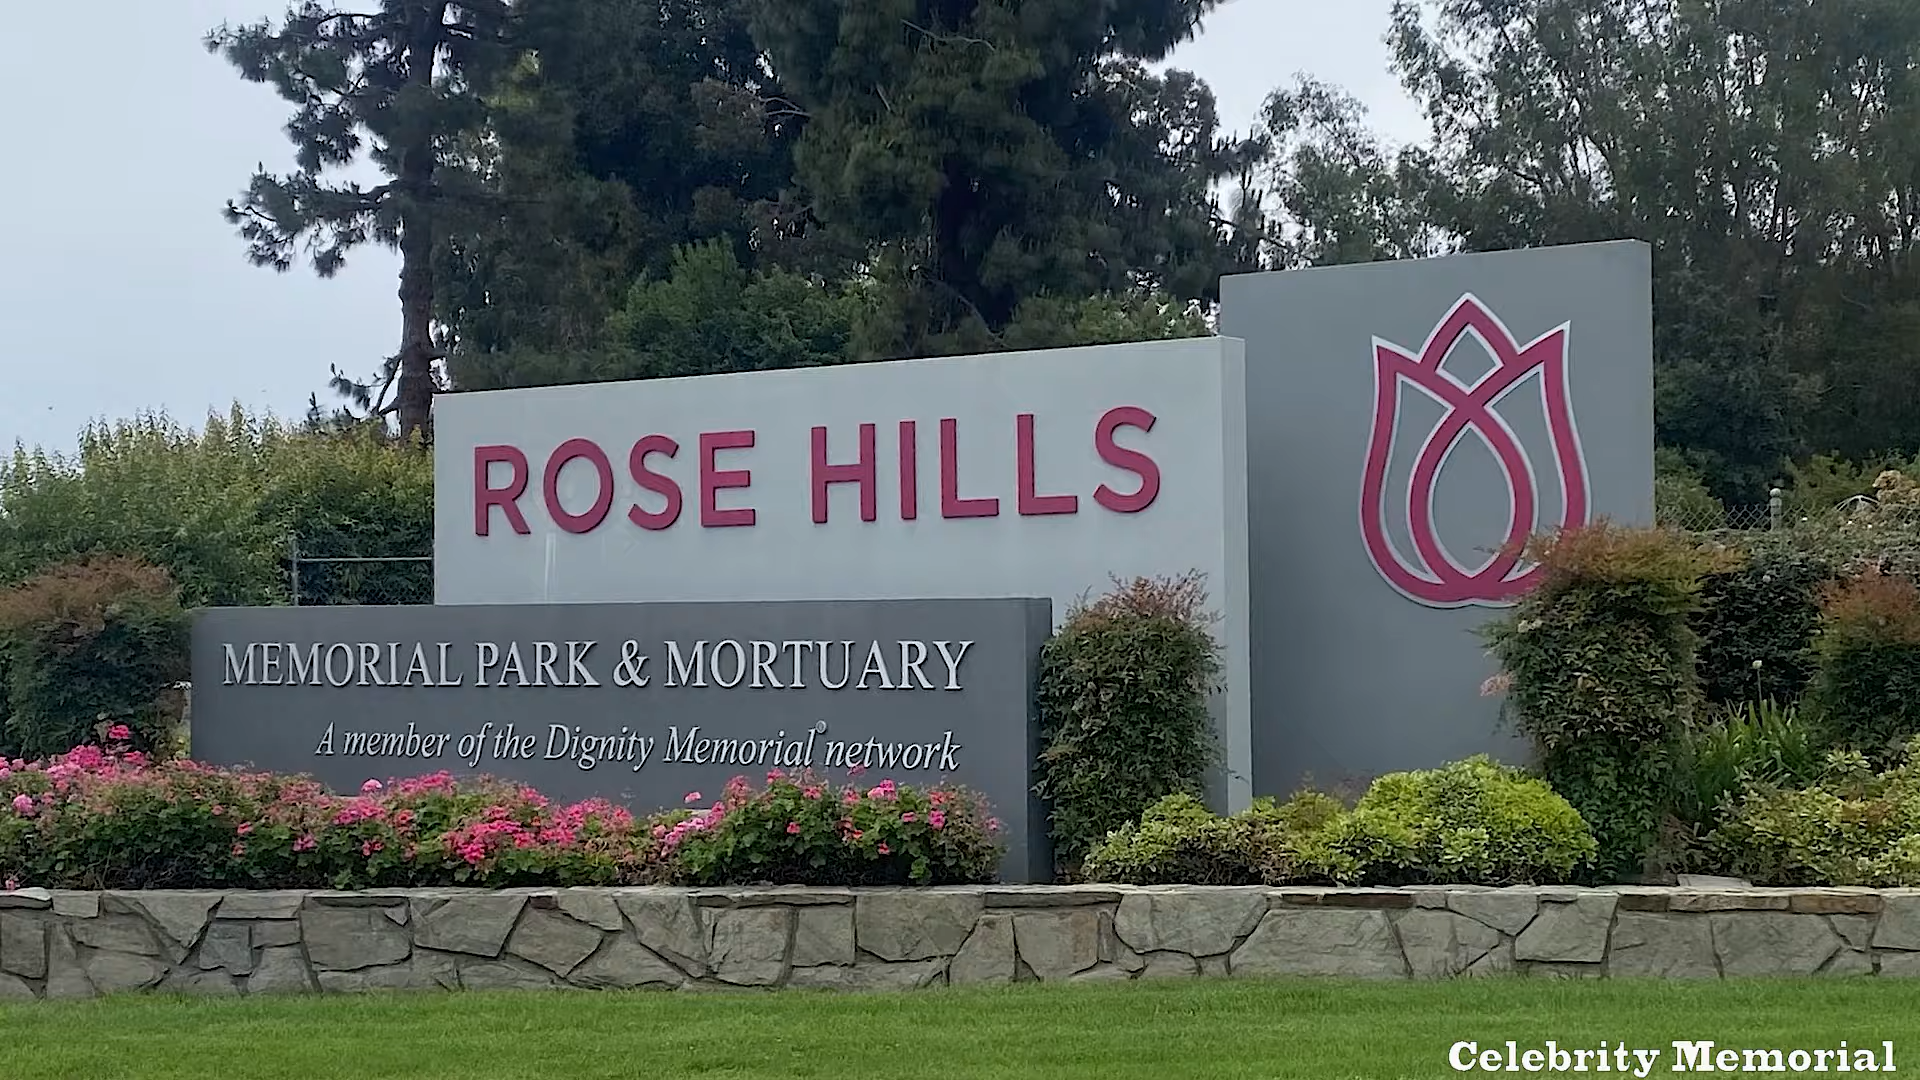 ROSE HILLS
MEMORIAL PARK & MORTUARY
A member of the Dignity Memorial® network
Celebrity Memorial